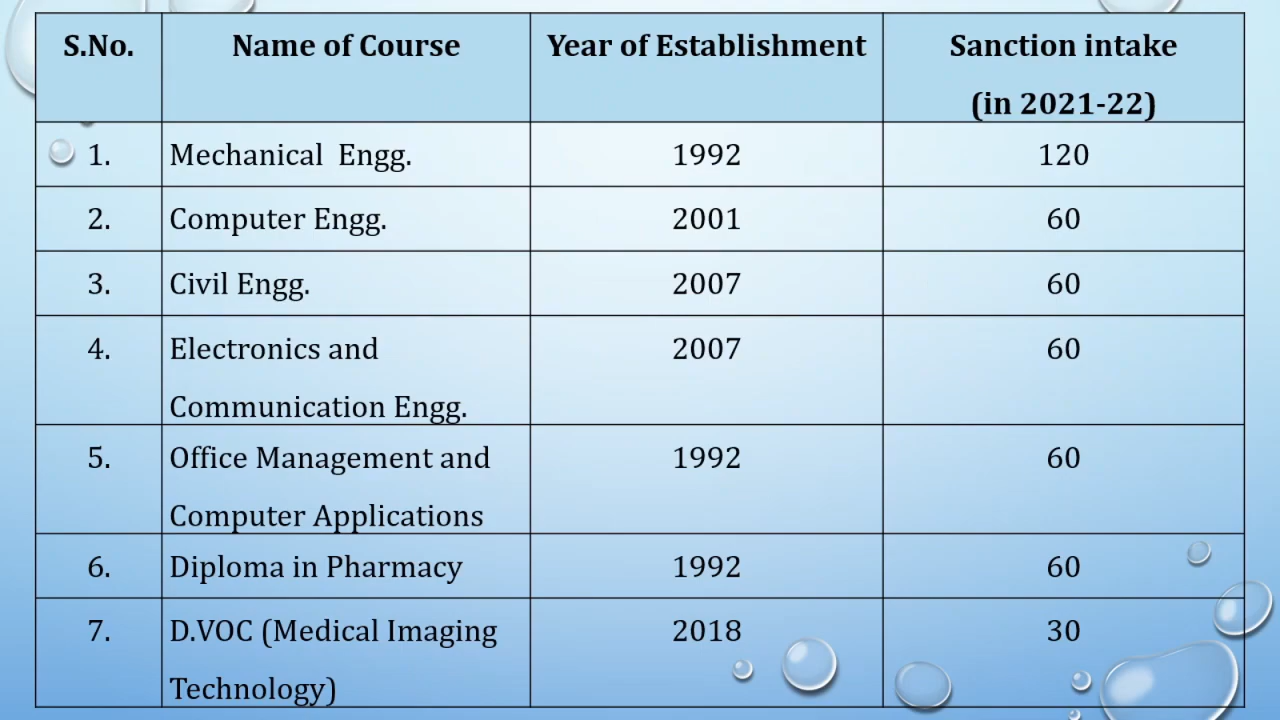 S.No. Name of Course Year of Establishment Sanction intake
(in 2021-22)
1. Mechanical Engg. 1992 120
2. Computer Engg. 2001 60
3. Civil Engg. 2007 60
4. Electronics and 2007 60
Communication Engg.
5. Office Management and 1992 60
Computer Applications
6. Diploma in Pharmacy 1992 60
7. D.VOC (Medical Imaging 2018 30
Technology)